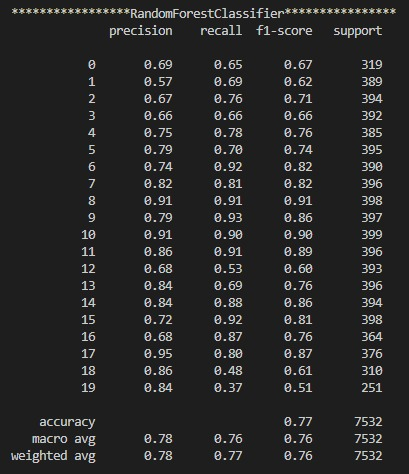 *****************RandomForestClassifier****************
precision recall f1-score support
0 0.69 0.65 0.67 319
1 0.57 0.69 0.62 389
2 0.67 0.76 0.71 394
3 0.66 0.66 0.66 392
4 0.75 0.78 0.76 385
5 0.79 0.70 0.74 395
6 0.74 0.92 0.82 390
7 0.82 0.81 0.82 396
8 0.91 0.91 0.91 398
9 0.79 0.93 0.86 397
10 0.91 0.90 0.90 399
11 0.86 0.91 0.89 396
12 0.68 0.53 0.60 393
13 0.84 0.69 0.76 396
14 0.84 0.88 0.86 394
15 0.72 0.92 0.81 398
16 0.68 0.87 0.76 364
17 0.95 0.80 0.87 376
18 0.86 0.48 0.61 310
19 0.84 0.37 0.51 251
accuracy 0.77 7532
macro avg 0.78 0.76 0.76 7532
weighted avg 0.78 0.77 0.76 7532